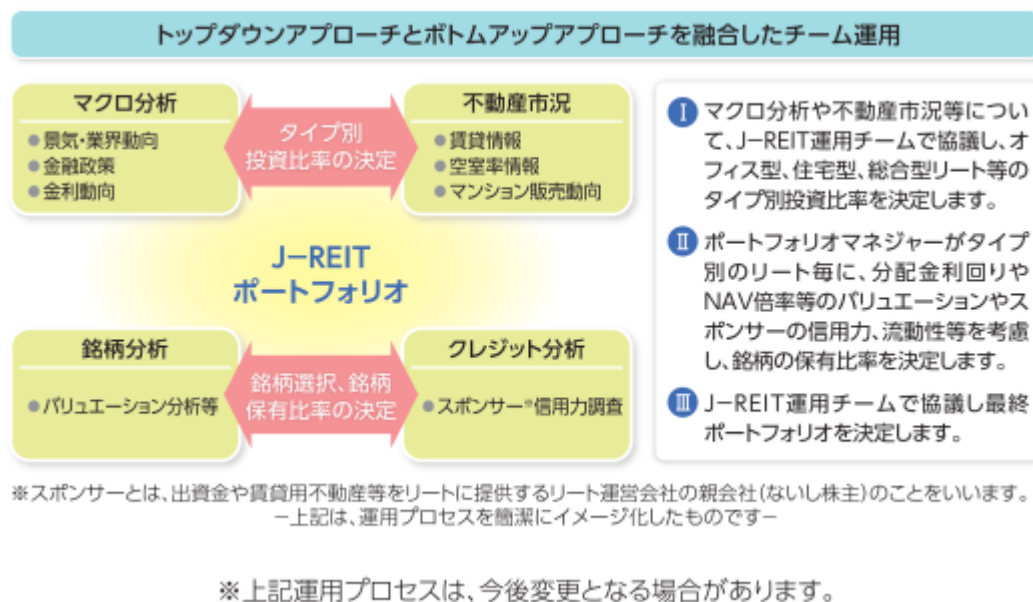 トップダウンアプローチとボトムアップアプローチを融合したチーム運用
マクロ分析
●景気・業界動向
●金融政策
●金利動向
タイプ別
投資比率の決定
不動産市況
●賃貸情報
●空室率情報
●マンション販売動向
J-REIT
ポートフォリオ
銘柄分析
●バリュエーション分析等
銘柄選択、銘柄
保有比率の決定
クレジット分析
●スポンサー※信用力調査
Ⅰ マクロ分析や不動産市況等につい
て、J-REIT運用チームで協議し、オ
フィス型、住宅型、総合型リート等の
タイプ別投資比率を決定します。
Ⅱ ポートフォリオマネジャーがタイプ
別のリート毎に、分配金利回りや
NAV倍率等のバリュエーションやス
ポンサーの信用力、流動性等を考慮
し、銘柄の保有比率を決定します。
Ⅲ J-REIT運用チームで協議し最終
ポートフォリオを決定します。
※スポンサーとは、出資金や賃貸用不動産等をリートに提供するリート運営会社の親会社(ないし株主)のことをいいます。
-上記は、運用プロセスを簡潔にイメージ化したものです-
※上記運用プロセスは、今後変更となる場合があります。